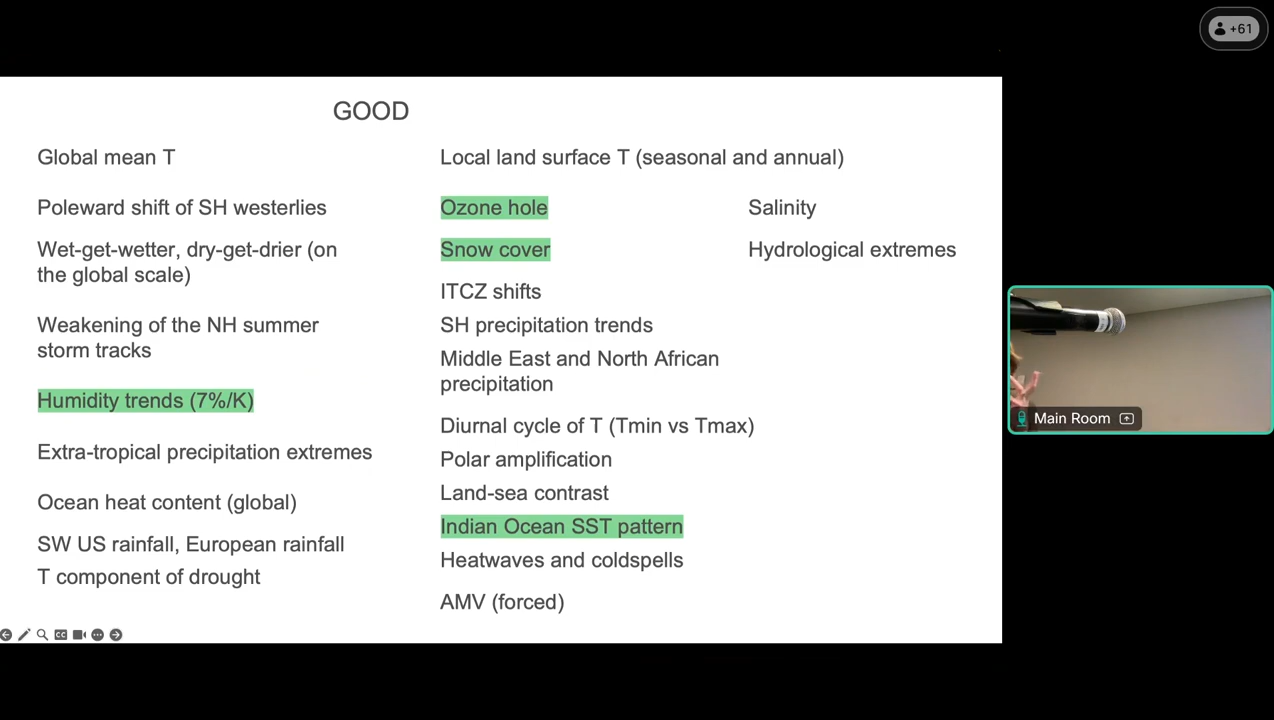 +61
GOOD
Global mean T
Poleward shift of SH westerlies
Wet-get-wetter, dry-get-drier (on
the global scale)
Weakening of the NH summer
storm tracks
Humidity trends (7%/K)
Extra-tropical precipitation extremes
Ocean heat content (global)
SW US rainfall, European rainfall
T component of drought
Local land surface T (seasonal and annual)
Ozone hole
Snow cover
ITCZ shifts
SH precipitation trends
Middle East and North African
precipitation
Diurnal cycle of T (Tmin vs Tmax)
Polar amplification
Land-sea contrast
Indian Ocean SST pattern
Heatwaves and coldspells
AMV (forced)
Salinity
Hydrological extremes
Main Room
CC